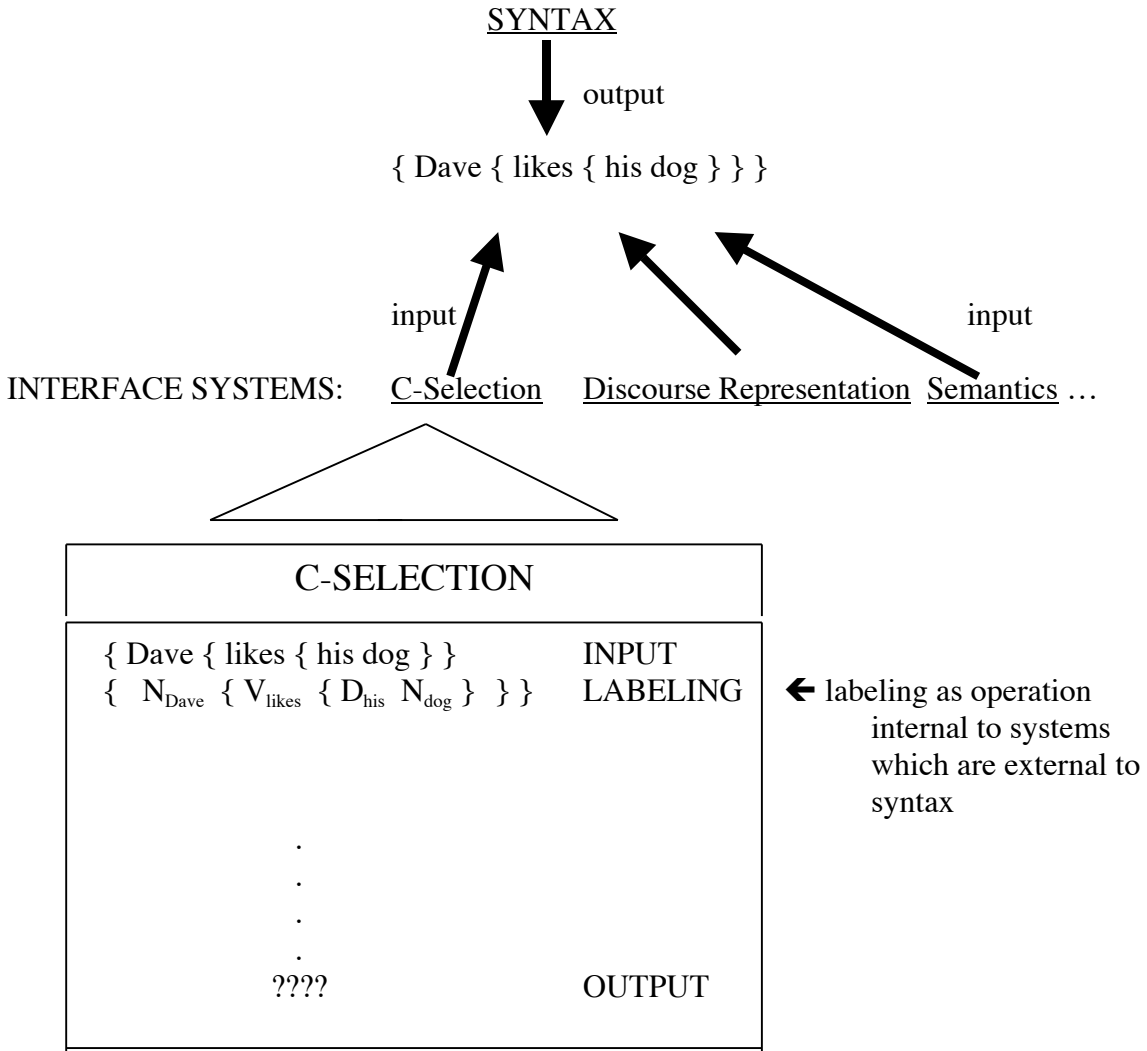 SYNTAX
output
{ Dave { likes { his dog } } }
input input
INTERFACE SYSTEMS: C-Selection Discourse Representation Semantics …
C-SELECTION
{ Dave { likes { his dog } } INPUT
{ N_Dave { V_likes { D_his N_dog } } } LABELING 🡸 labeling as operation
internal to systems
which are external to
syntax
.
.
.
.
???? OUTPUT